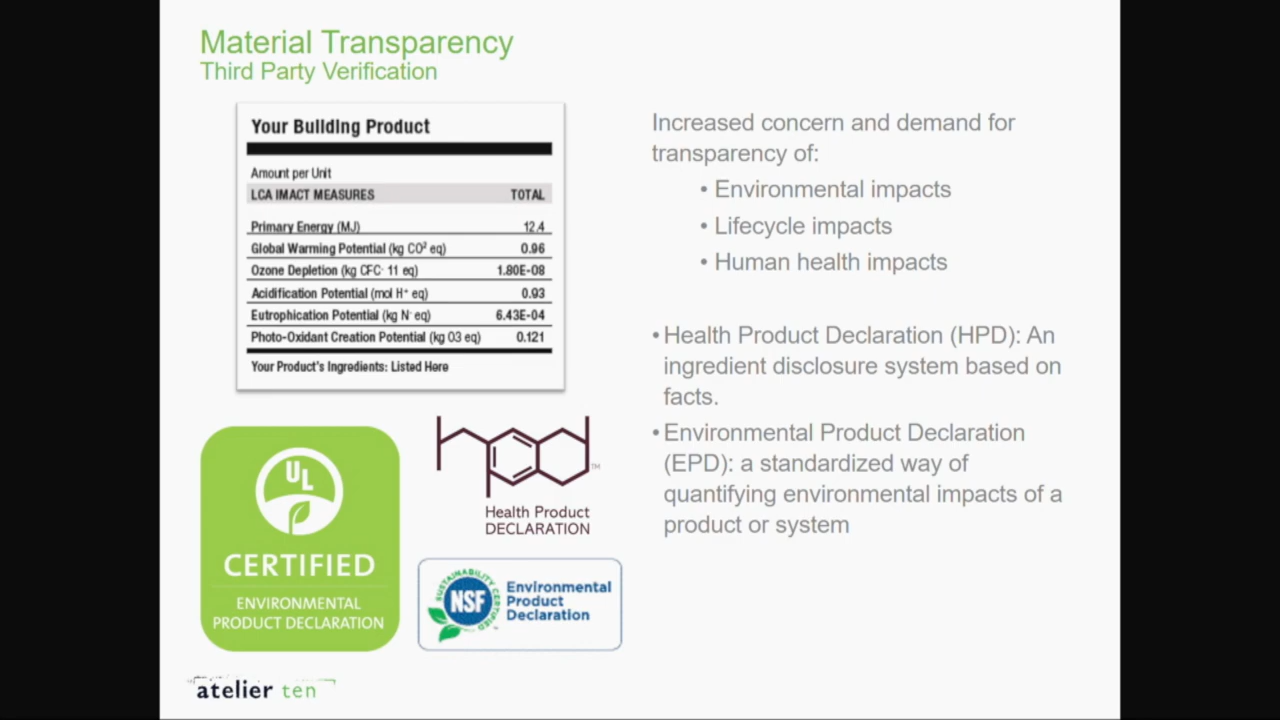 Material Transparency
Third Party Verification
Your Building Product
Amount per Unit
LCA IMACT MEASURES TOTAL
Primary Energy (MJ) 12.4
Global Warming Potential (kg CO² eq) 0.96
Ozone Depletion (kg CFC- 11 eq) 1.80E-08
Acidification Potential (mol H+ eq) 0.93
Eutrophication Potential (kg N- eq) 6.43E-04
Photo-Oxidant Creation Potential (kg O3 eq) 0.121
Your Product's Ingredients: Listed Here
UL
CERTIFIED
ENVIRONMENTAL
PRODUCT DECLARATION
TM
Health Product
DECLARATION
SUSTAINABILITY CERTIFIED
NSF
Environmental
Product
Declaration
Increased concern and demand for
transparency of:
• Environmental impacts
• Lifecycle impacts
• Human health impacts
• Health Product Declaration (HPD): An
ingredient disclosure system based on
facts.
• Environmental Product Declaration
(EPD): a standardized way of
quantifying environmental impacts of a
product or system
atelier ten